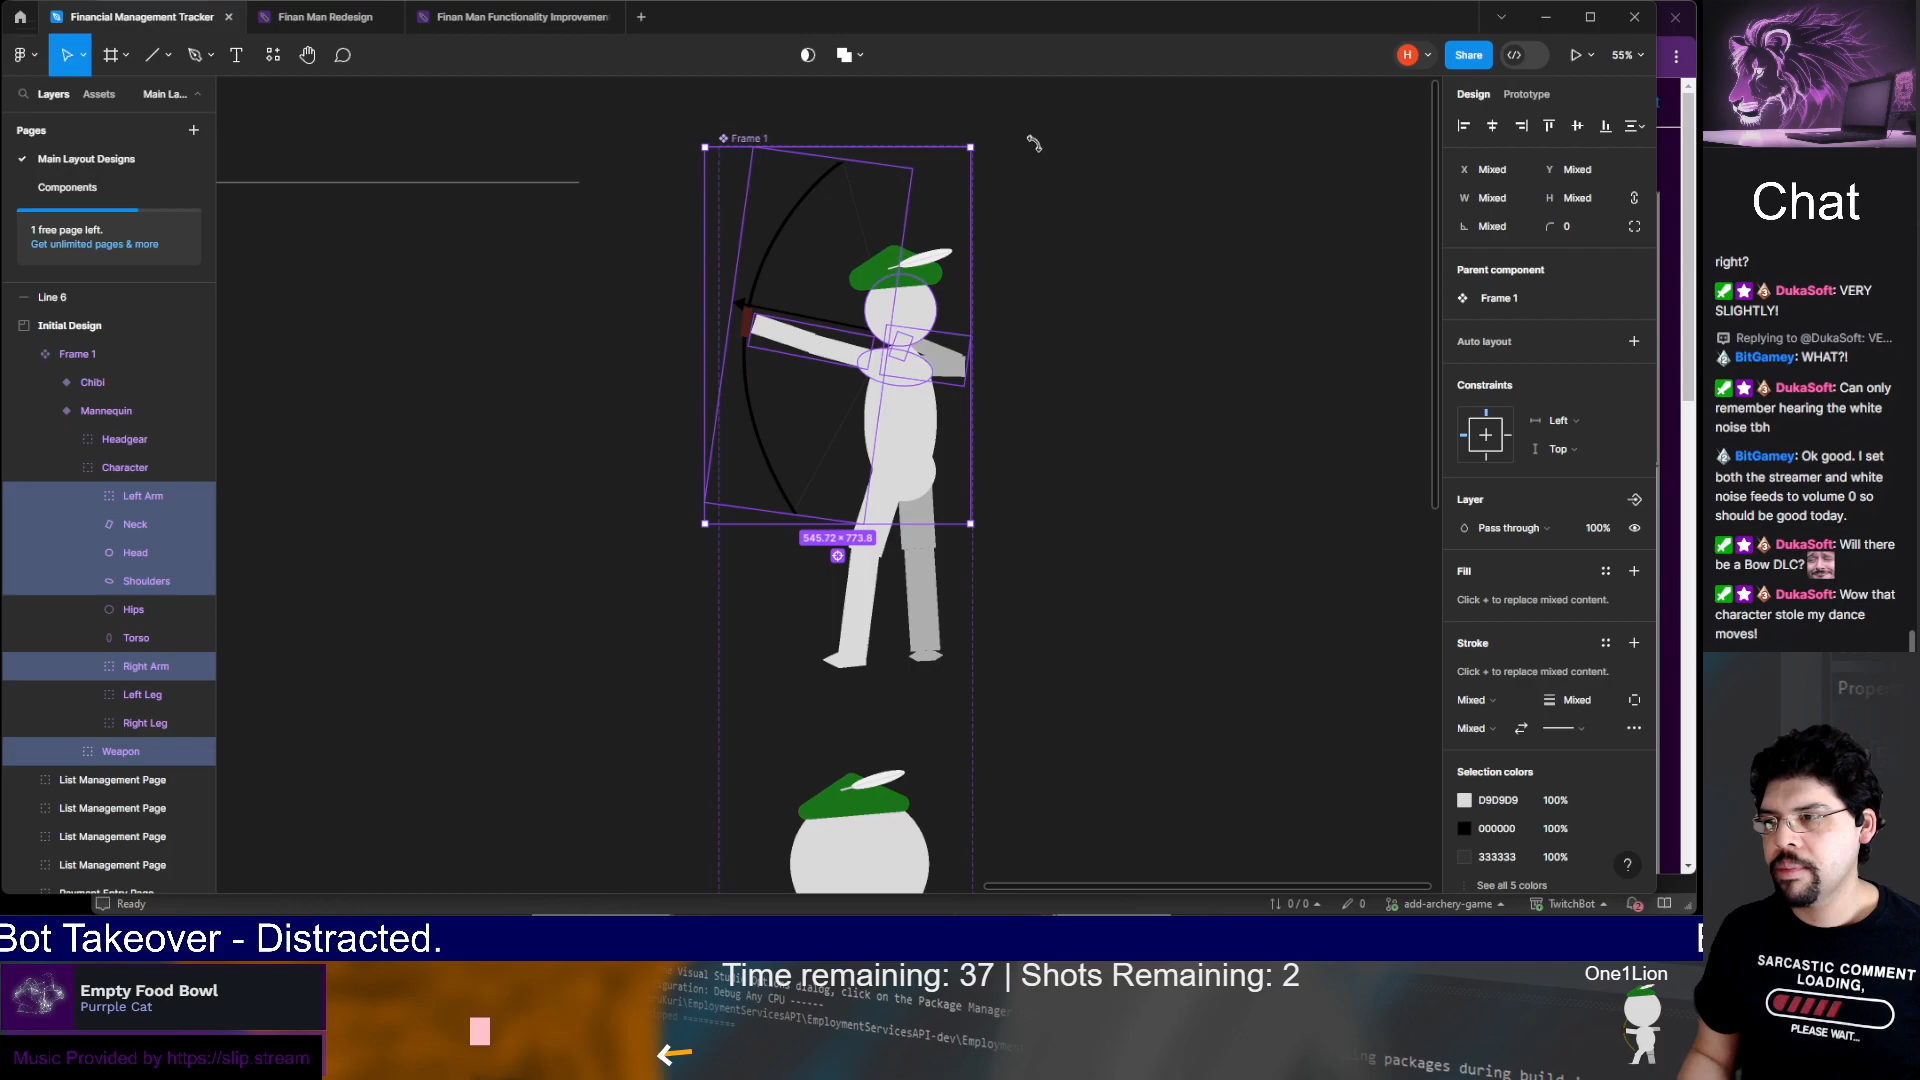 Financial Management Tracker
Finan Man Redesign
Finan Man Functionality Improvemen
Share
55%
Layers
Assets
Main La...
Pages
Main Layout Designs
Components
1 free page left.
Get unlimited pages & more
Line 6
Initial Design
Frame 1
Chibi
Mannequin
Headgear
Character
Left Arm
Neck
Head
Shoulders
Hips
Torso
Right Arm
Left Leg
Right Leg
Weapon
List Management Page
List Management Page
List Management Page
List Management Page
Payment Entry Page
Frame 1
545.72 × 773.8
H
Design
Prototype
X Mixed
Y Mixed
W Mixed
H Mixed
Mixed
0
Parent component
Frame 1
Auto layout
Constraints
Left
Top
Layer
Pass through
100%
Fill
Click + to replace mixed content.
Stroke
Click + to replace mixed content.
Mixed
Mixed
Mixed
Selection colors
D9D9D9 100%
000000 100%
333333 100%
See all 5 colors
?
Ready
0 / 0
0
add-archery-game
TwitchBot
2
Chat
right?
DukaSoft: VERY
SLIGHTLY!
Replying to @DukaSoft: VE...
BitGamey: WHAT?!
DukaSoft: Can only
remember hearing the white
noise tbh
BitGamey: Ok good. I set
both the streamer and white
noise feeds to volume 0 so
should be good today.
DukaSoft: Will there
be a Bow DLC?
DukaSoft: Wow that
character stole my dance
moves!
Bot Takeover - Distracted.
Time remaining: 37 | Shots Remaining: 2
One1Lion
Empty Food Bowl
Purrple Cat
Music Provided by https://slip.stream
SARCASTIC COMMENT
LOADING,
PLEASE WAIT...